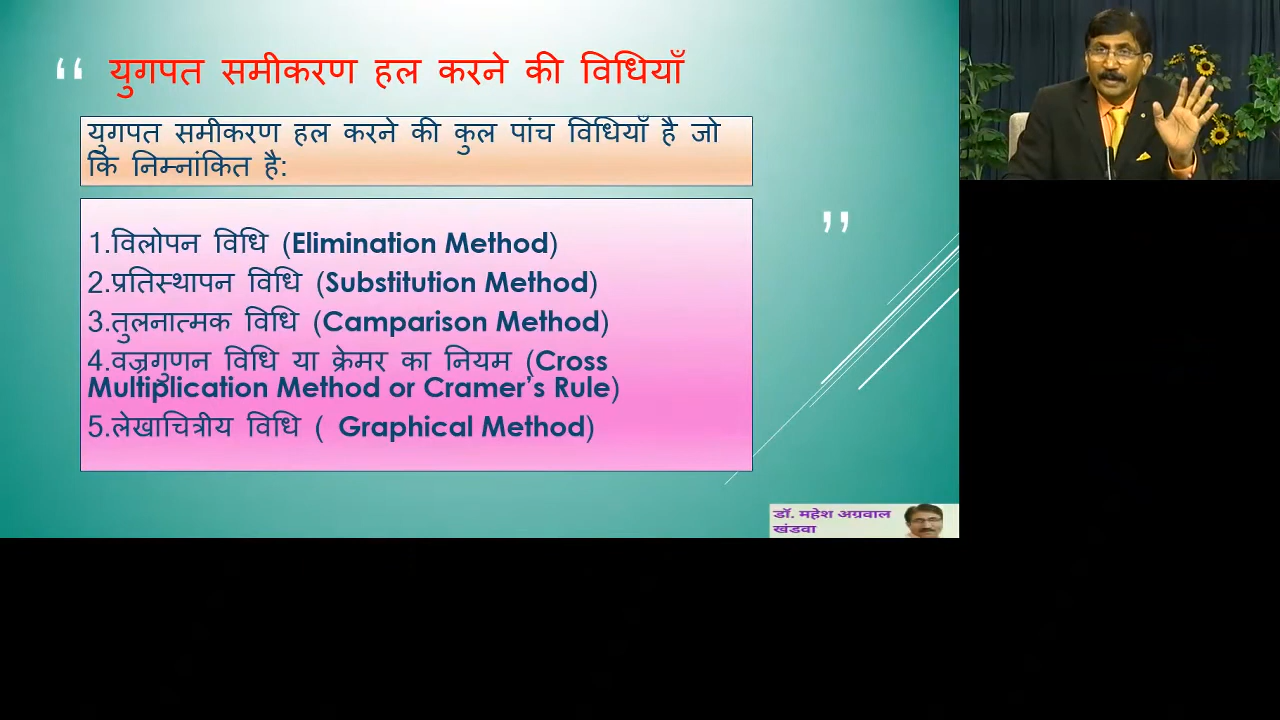 “ युगपत समीकरण हल करने की विधियाँ
युगपत समीकरण हल करने की कुल पांच विधियाँ है जो
कि निम्नांकित है:
”
1.विलोपन विधि (Elimination Method)
2.प्रतिस्थापन विधि (Substitution Method)
3.तुलनात्मक विधि (Camparison Method)
4.वज्रगुणन विधि या क्रेमर का नियम (Cross
Multiplication Method or Cramer’s Rule)
5.लेखाचित्रीय विधि ( Graphical Method)
डॉ. महेश अग्रवाल
खंडवा